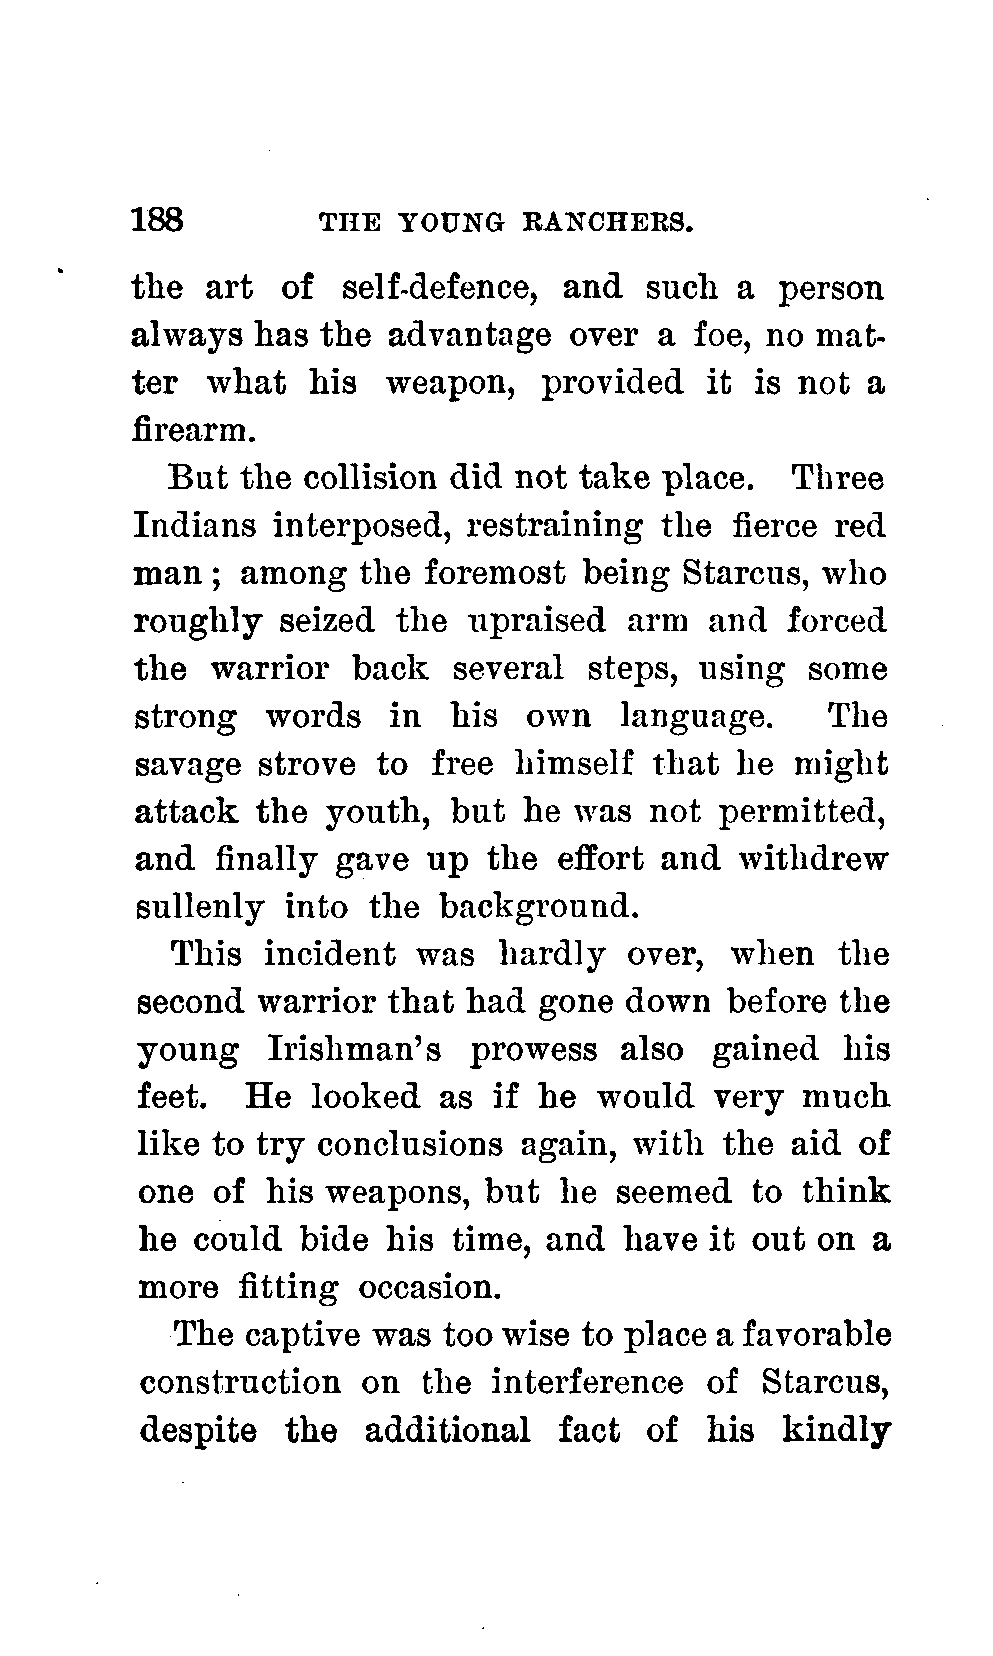 188 THE YOUNG RANCHERS.
the art of self-defence, and such a person
always has the advantage over a foe, no mat-
ter what his weapon, provided it is not a
firearm.
But the collision did not take place. Three
Indians interposed, restraining the fierce red
man; among the foremost being Starcus, who
roughly seized the upraised arm and forced
the warrior back several steps, using some
strong words in his own language. The
savage strove to free himself that he might
attack the youth, but he was not permitted,
and finally gave up the effort and withdrew
sullenly into the background.
This incident was hardly over, when the
second warrior that had gone down before the
young Irishman's prowess also gained his
feet. He looked as if he would very much
like to try conclusions again, with the aid of
one of his weapons, but he seemed to think
he could bide his time, and have it out on a
more fitting occasion.
The captive was too wise to place a favorable
construction on the interference of Starcus,
despite the additional fact of his kindly